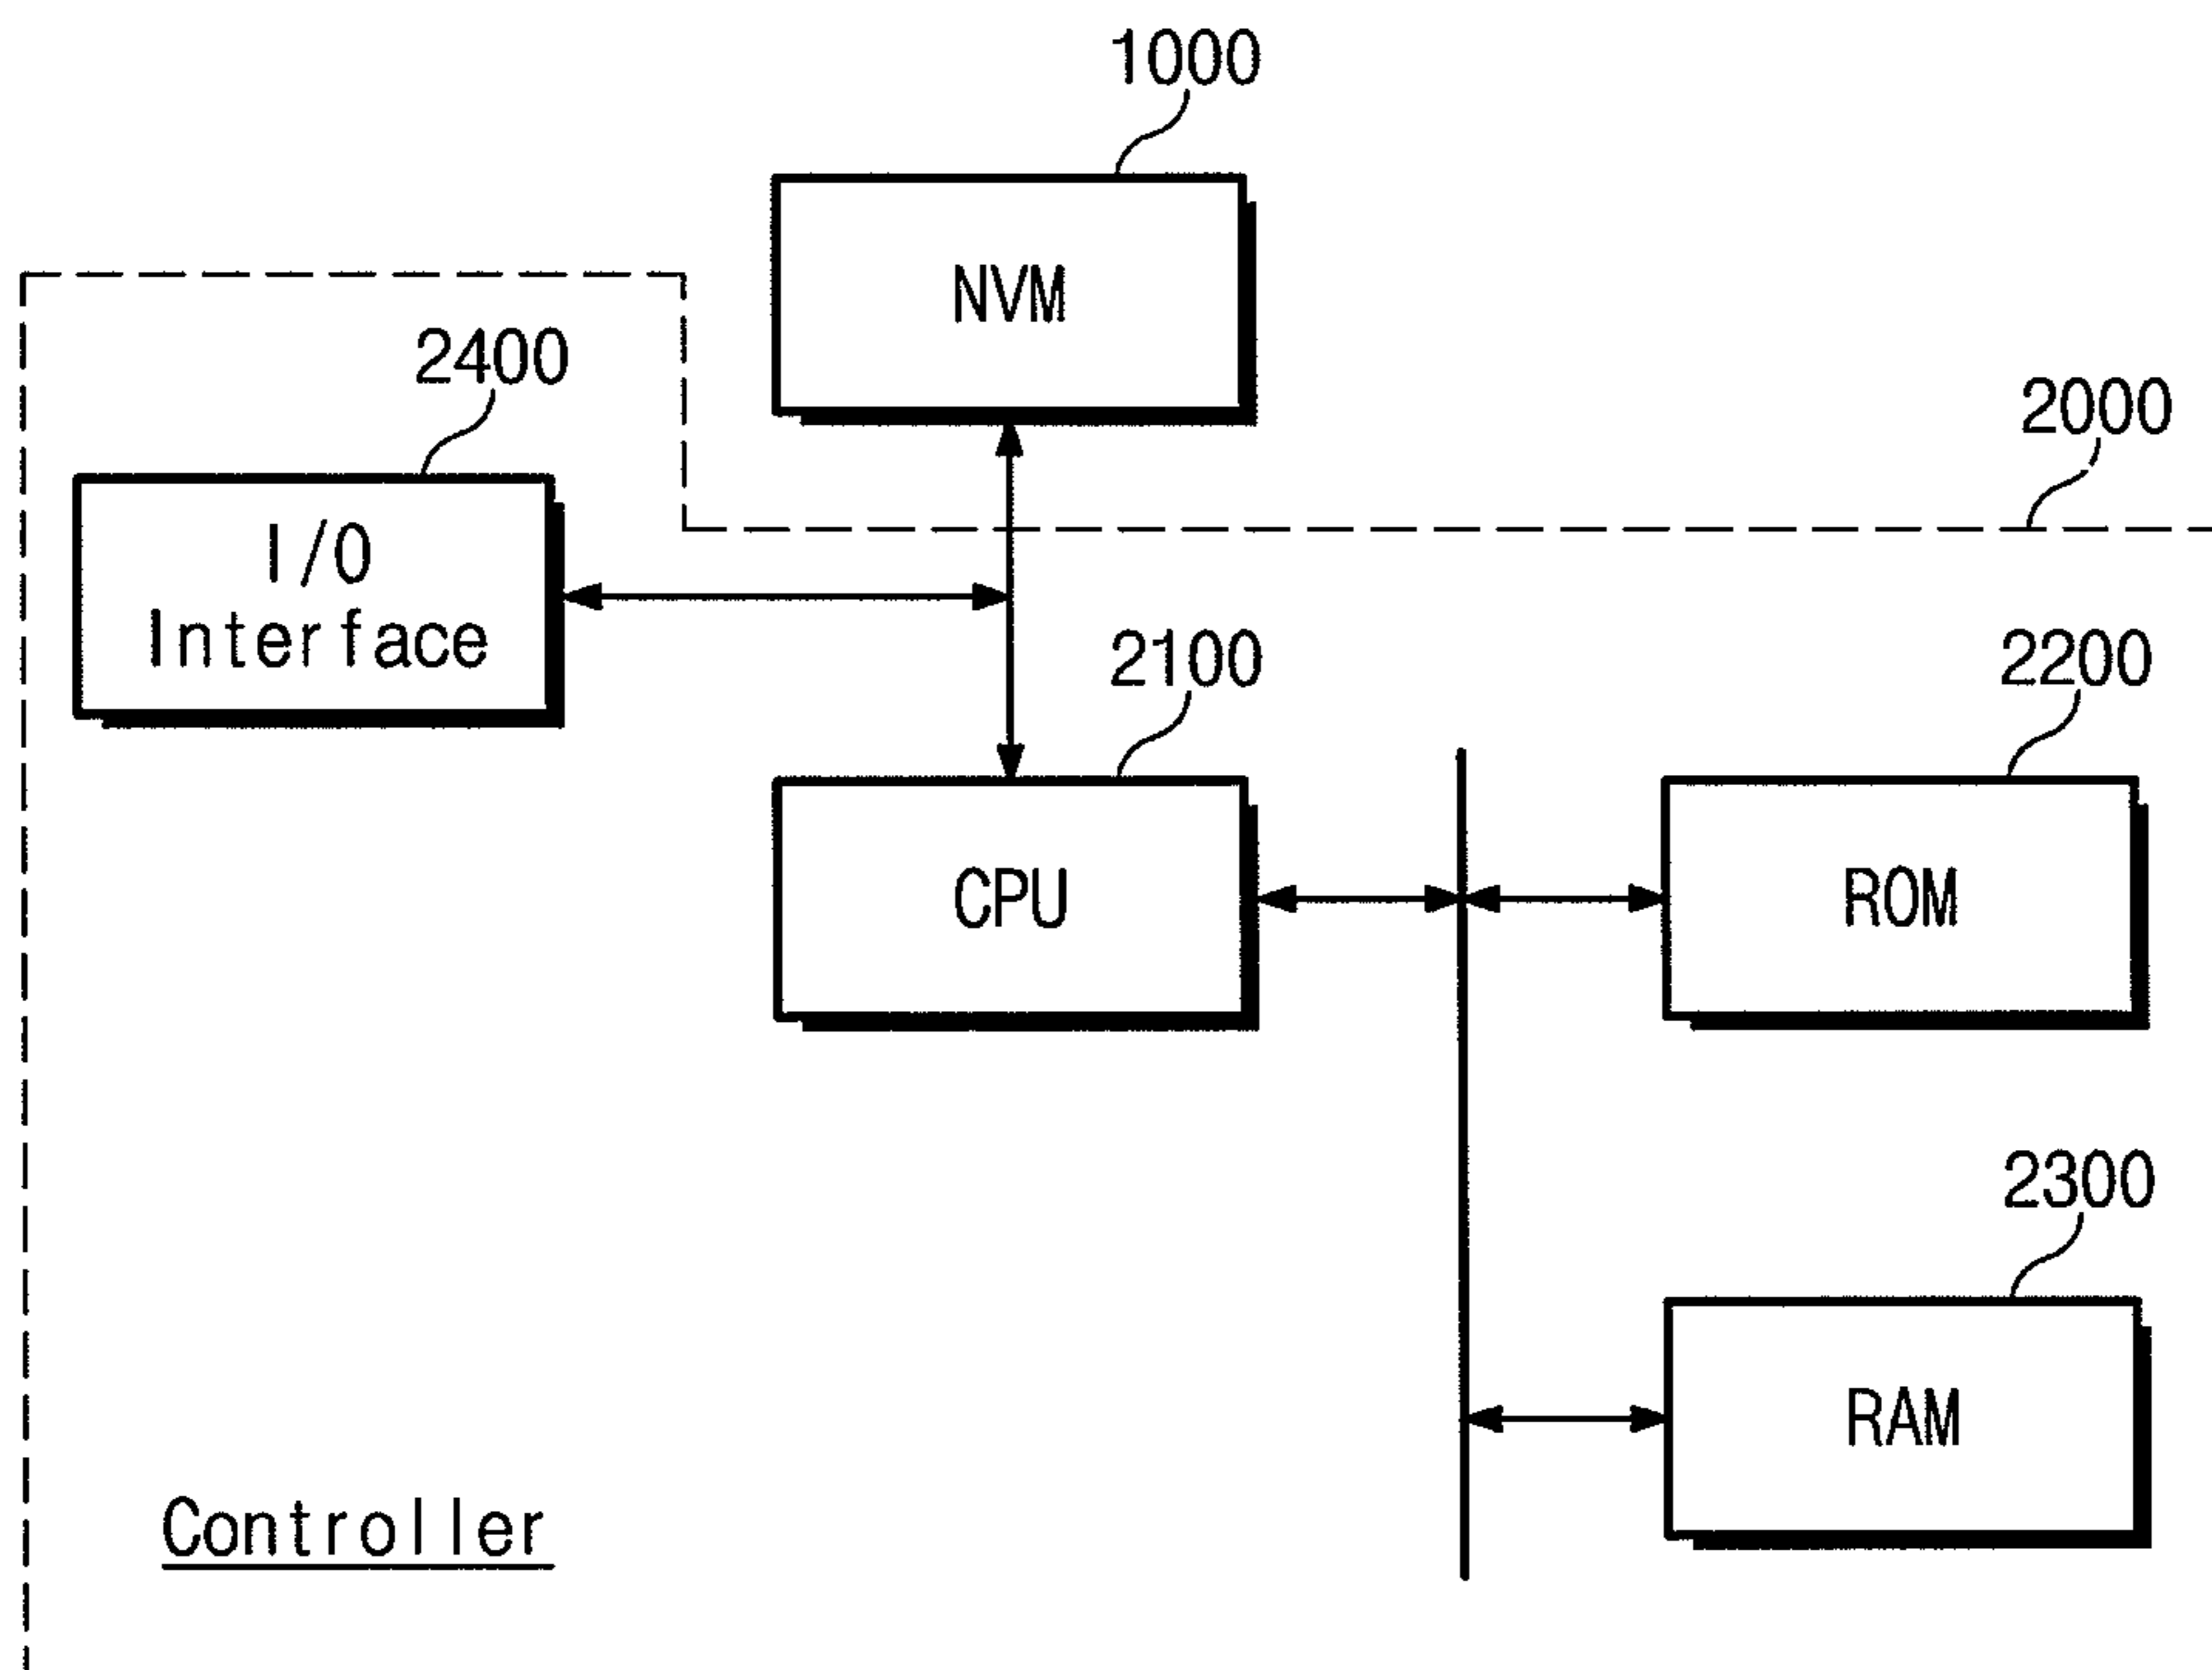 1000
NVM
2400
2000
I/O
Interface
2100
2200
CPU
ROM
2300
RAM
Controller